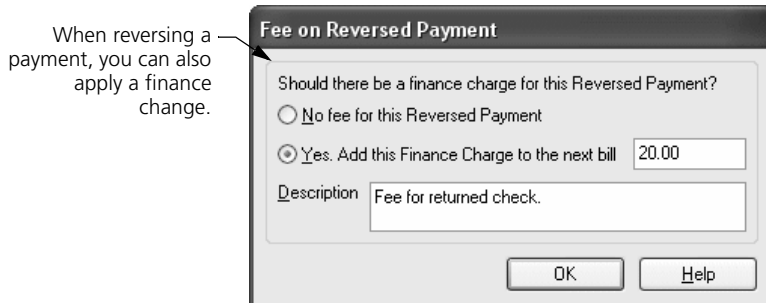 When reversing a
payment, you can also
apply a finance
change.
Fee on Reversed Payment
Should there be a finance charge for this Reversed Payment?
No fee for this Reversed Payment
Yes. Add this Finance Charge to the next bill 20.00
Description Fee for returned check.
OK Help